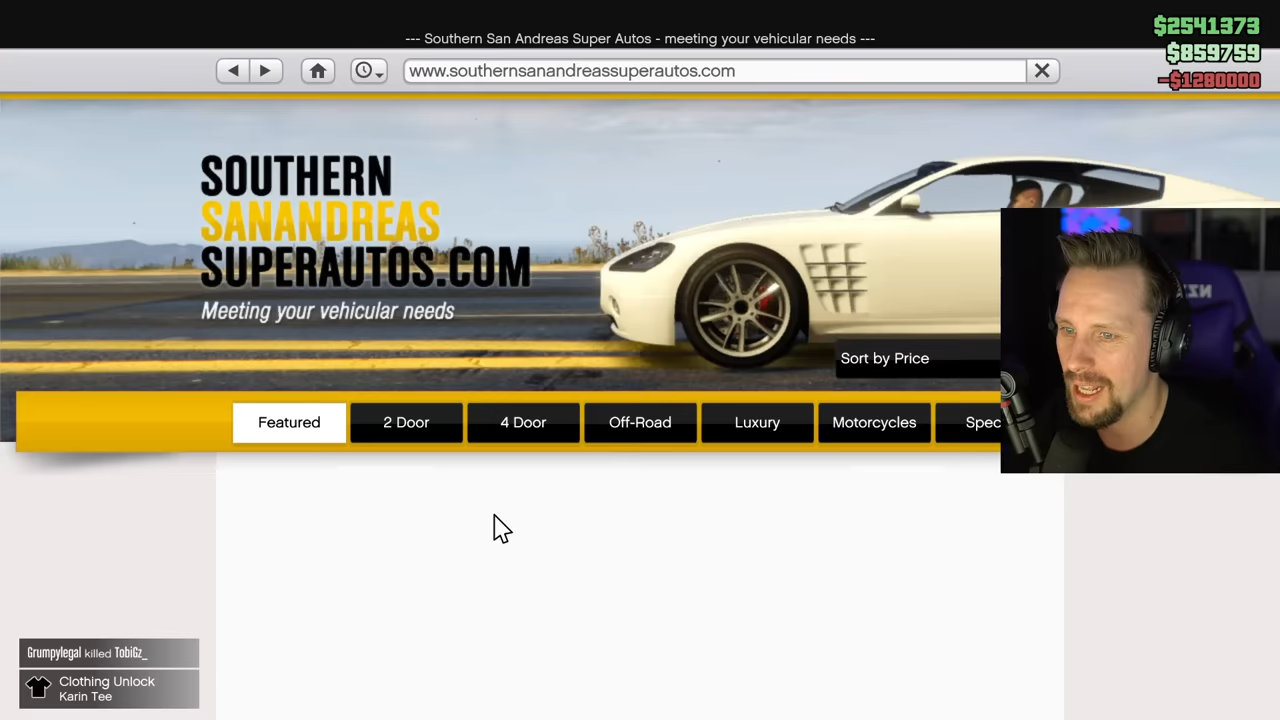 --- Southern San Andreas Super Autos - meeting your vehicular needs ---
$2541373
$859759
-$1280000
www.southernsanandreassuperautos.com
SOUTHERN
SANANDREAS
SUPERAUTOS.COM
Meeting your vehicular needs
Sort by Price
Featured
2 Door
4 Door
Off-Road
Luxury
Motorcycles
Spec
Grumpylegal killed TobiGz_
Clothing Unlock
Karin Tee